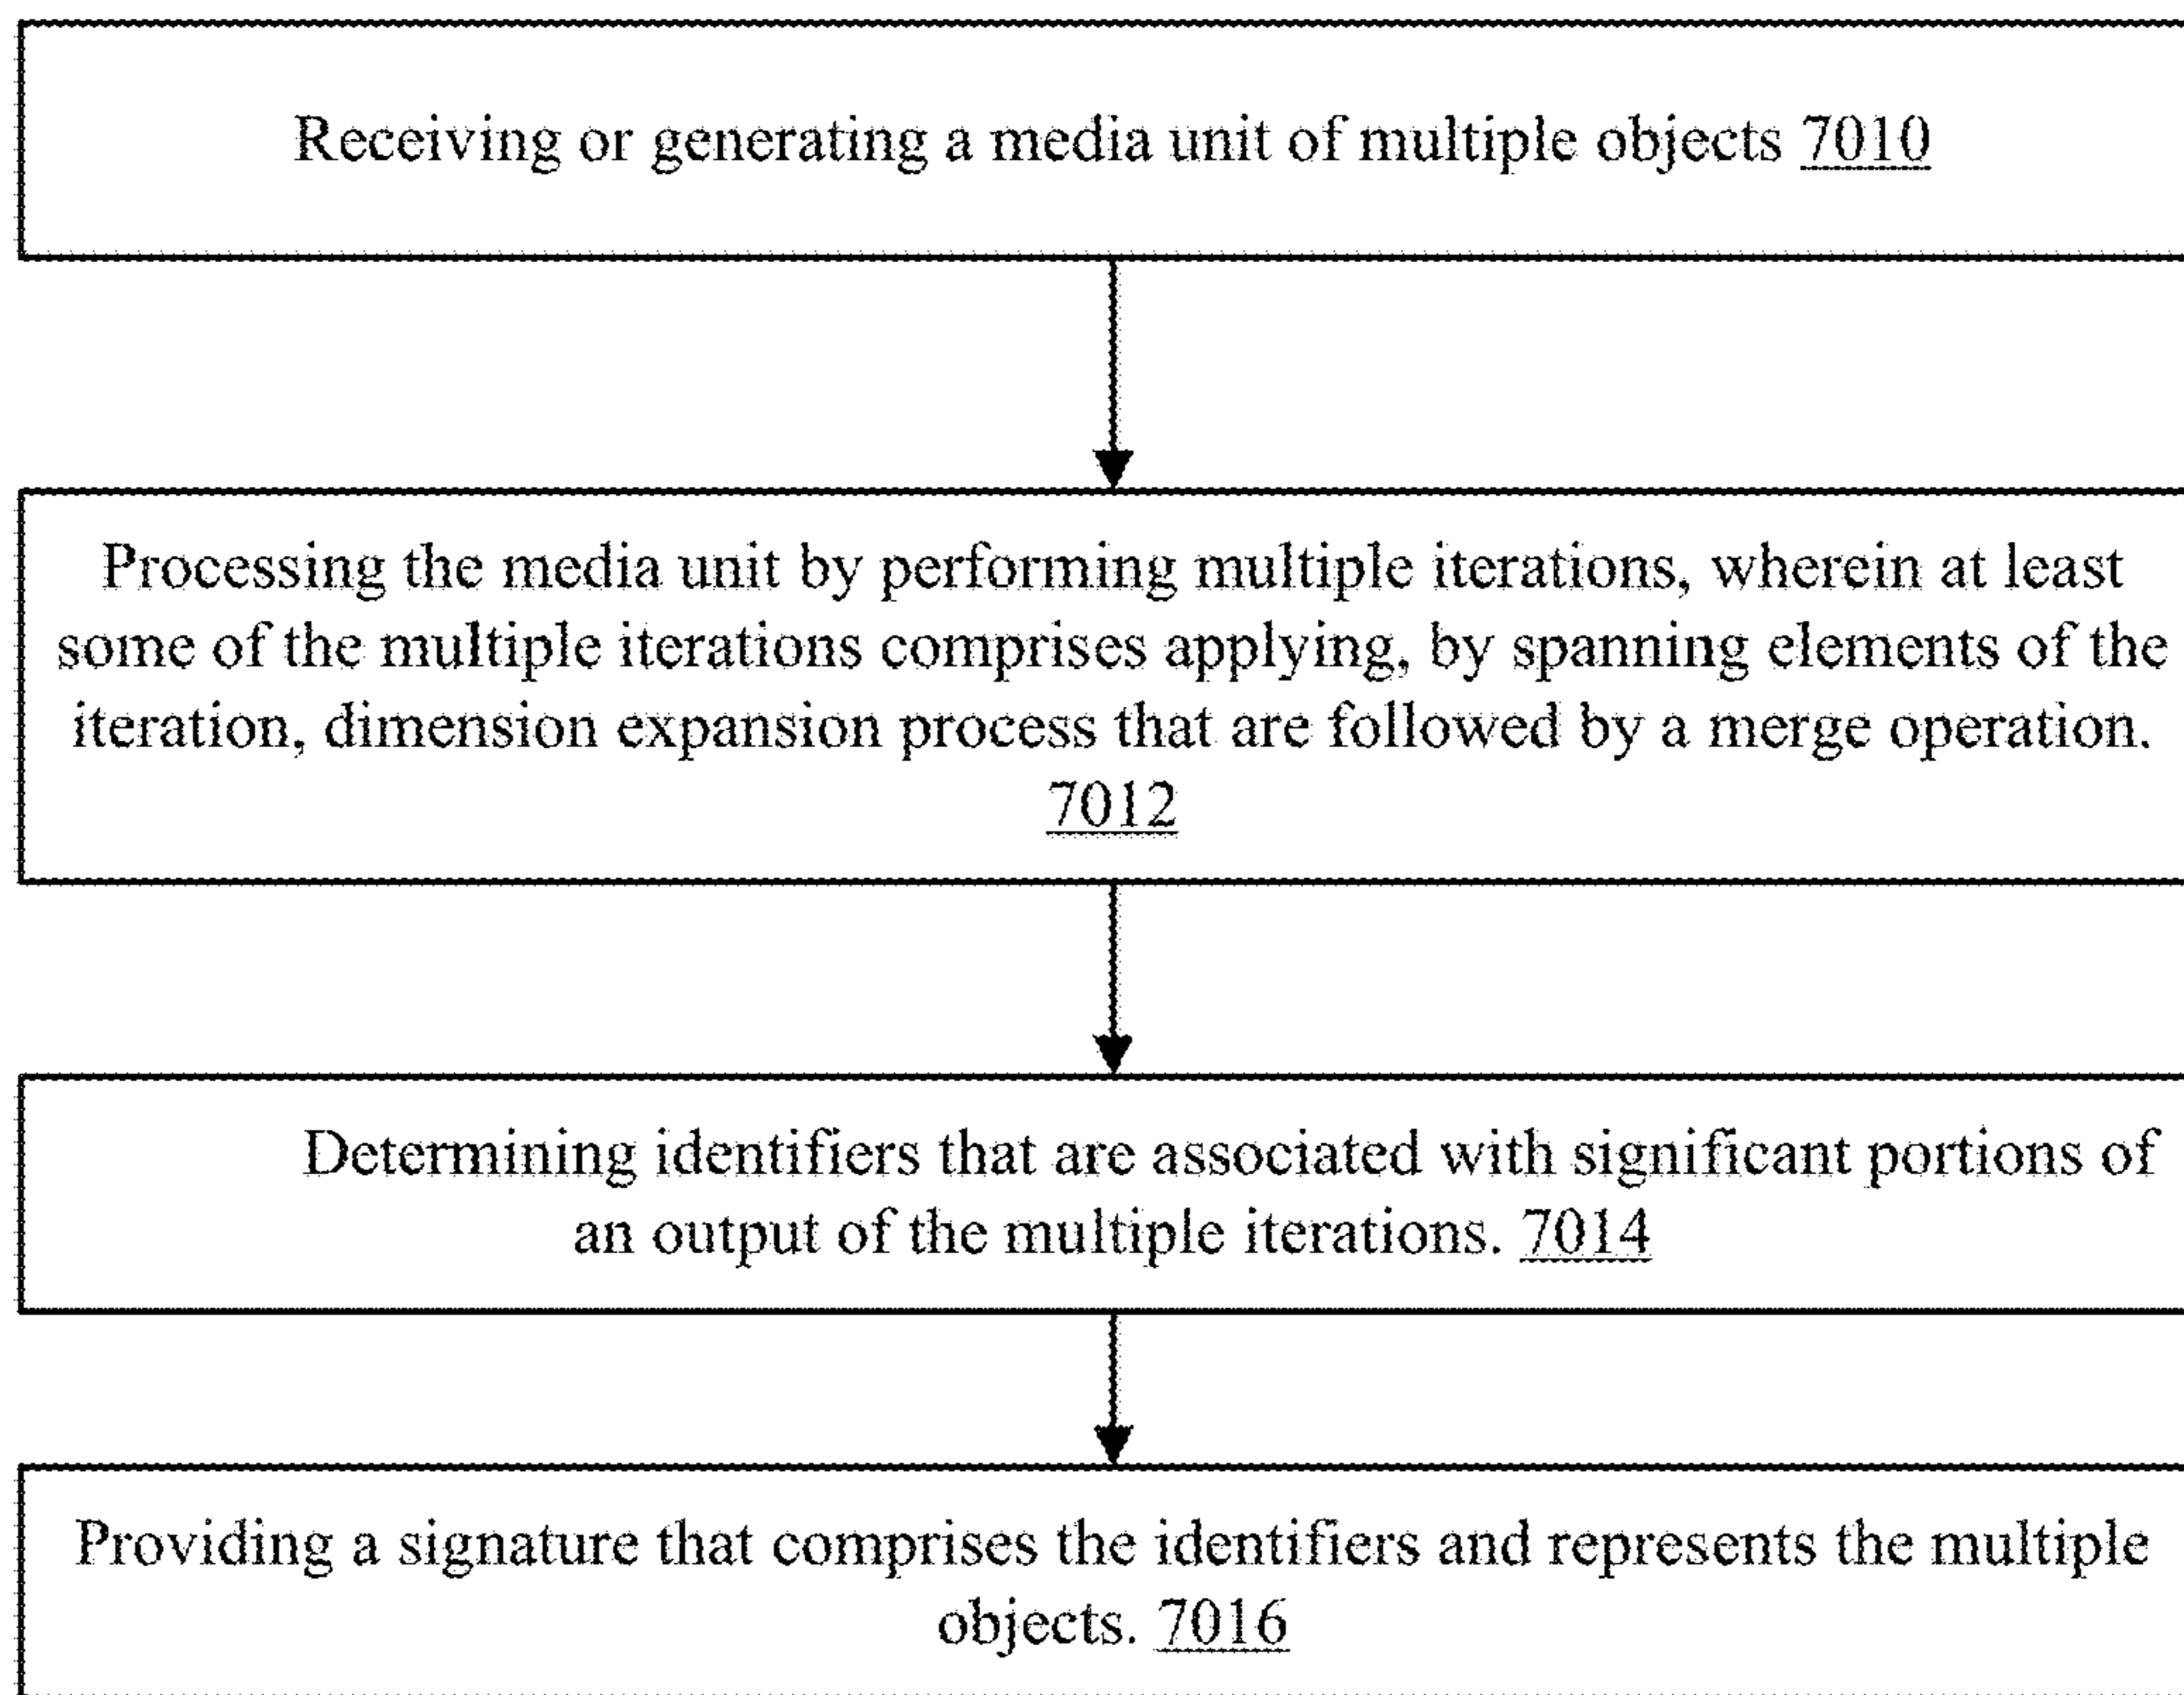 Receiving or generating a media unit of multiple objects 7010
Processing the media unit by performing multiple iterations, wherein at least
some of the multiple iterations comprises applying, by spanning elements of the
iteration, dimension expansion process that are followed by a merge operation.
7012
Determining identifiers that are associated with significant portions of
an output of the multiple iterations. 7014
Providing a signature that comprises the identifiers and represents the multiple
objects. 7016